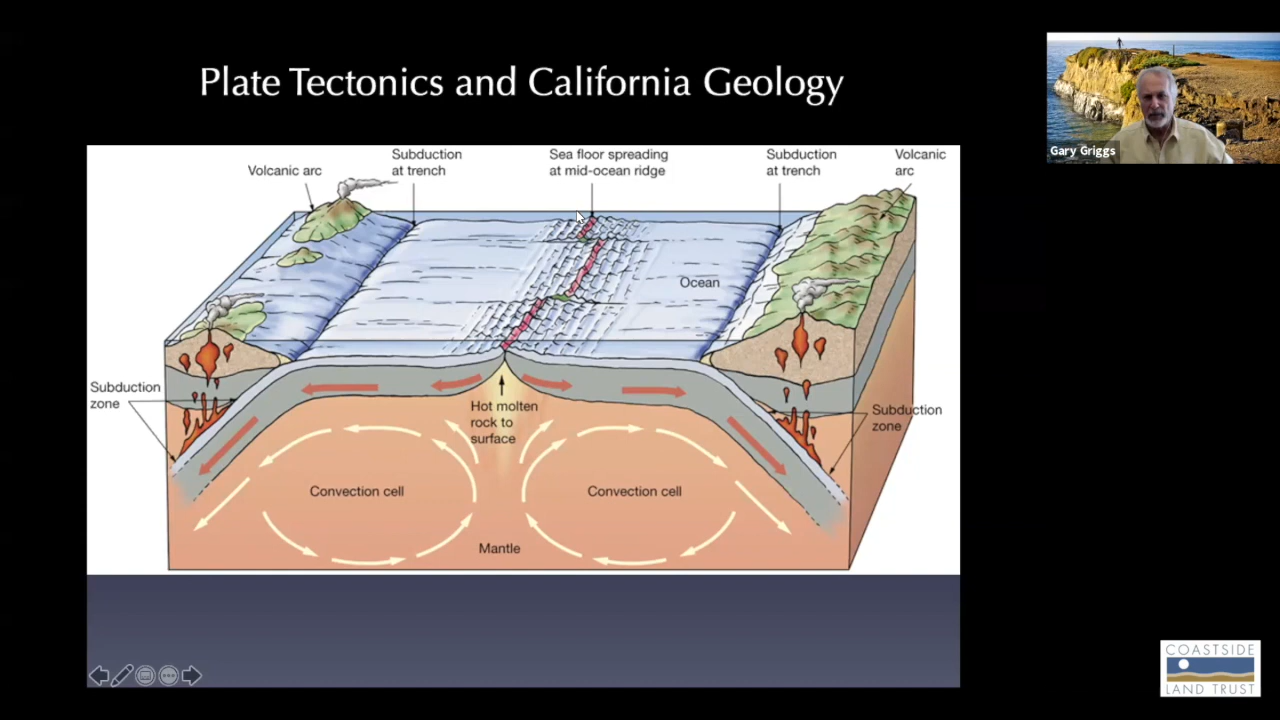 Plate Tectonics and California Geology
Gary Griggs
Volcanic arc
Subduction
at trench
Sea floor spreading
at mid-ocean ridge
Subduction
at trench
Volcanic
arc
Ocean
Subduction
zone
Hot molten
rock to
surface
Subduction
zone
Convection cell
Convection cell
Mantle
COASTSIDE
LAND TRUST